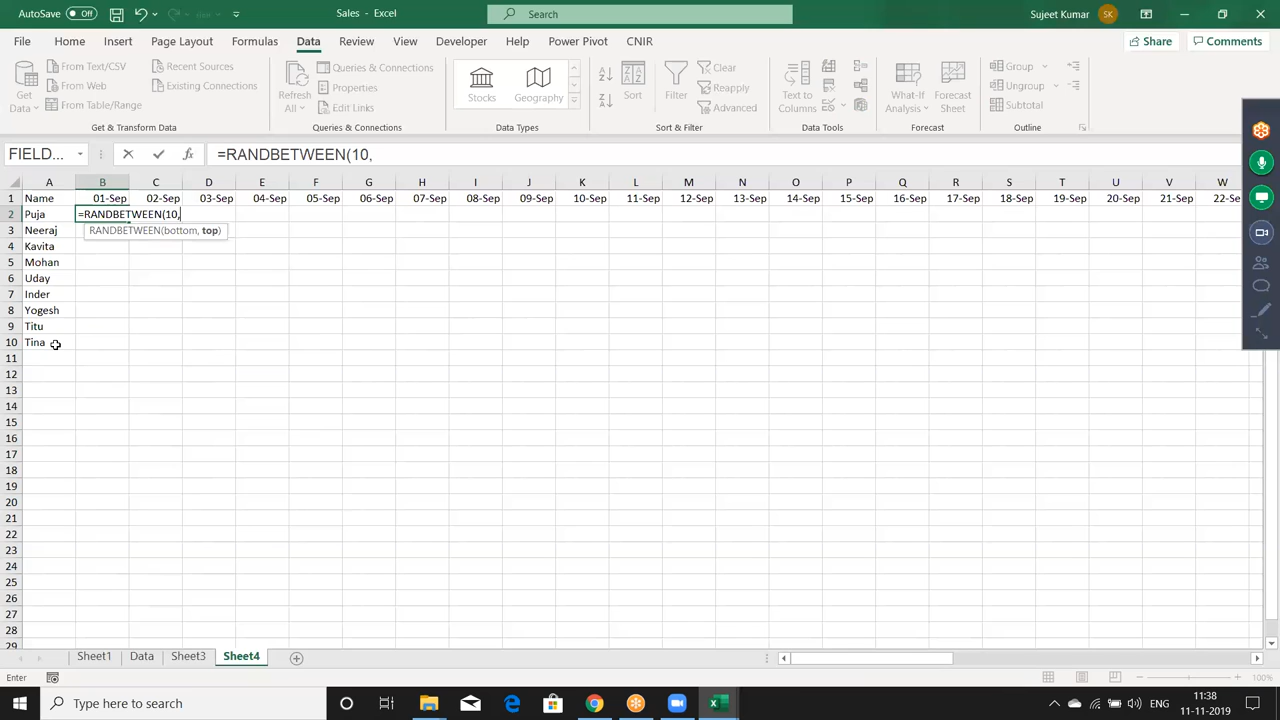 AutoSave Off Sales - Excel Search Sujeet Kumar SK
File Home Insert Page Layout Formulas Data Review View Developer Help Power Pivot CNIR Share Comments
Get Data From Text/CSV From Web From Table/Range Recent Sources Existing Connections
Refresh All Queries & Connections Properties Edit Links
Stocks Geography
Sort Filter Clear Reapply Advanced
Text to Columns What-If Analysis Forecast Sheet Group Ungroup Subtotal
Get & Transform Data Queries & Connections Data Types Sort & Filter Data Tools Forecast Outline
FIELD... fx =RANDBETWEEN(10,
A B C D E F G H I J K L M N O P Q R S T U V W
1 Name 01-Sep 02-Sep 03-Sep 04-Sep 05-Sep 06-Sep 07-Sep 08-Sep 09-Sep 10-Sep 11-Sep 12-Sep 13-Sep 14-Sep 15-Sep 16-Sep 17-Sep 18-Sep 19-Sep 20-Sep 21-Sep 22-Sep
2 Puja =RANDBETWEEN(10,
3 Neeraj RANDBETWEEN(bottom, top)
4 Kavita
5 Mohan
6 Uday
7 Inder
8 Yogesh
9 Titu
10 Tina
11
12
13
14
15
16
17
18
19
20
21
22
23
24
25
26
27
28
29
Sheet1 Data Sheet3 Sheet4
Enter 100%
Type here to search ENG 11:38
11-11-2019